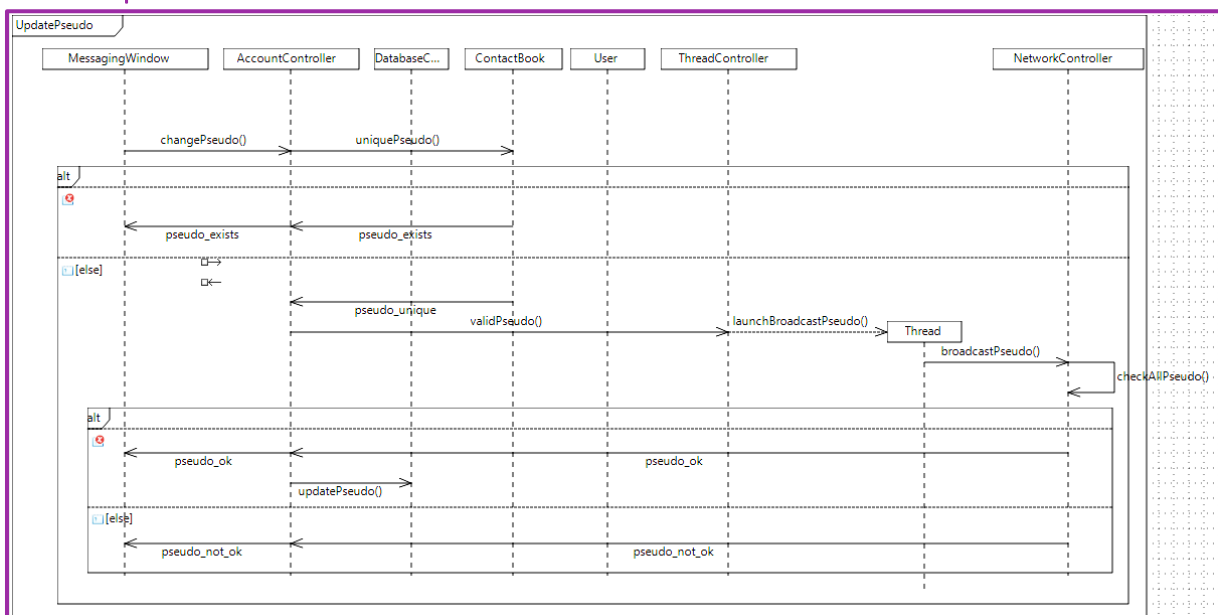 UpdatePseudo
MessagingWindow AccountController DatabaseC... ContactBook User ThreadController NetworkController
changePseudo() uniquePseudo()
alt
pseudo_exists pseudo_exists
[else]
pseudo_unique
validPseudo() launchBroadcastPseudo() Thread
broadcastPseudo()
checkAllPseudo()
alt
pseudo_ok pseudo_ok
updatePseudo()
[else]
pseudo_not_ok pseudo_not_ok